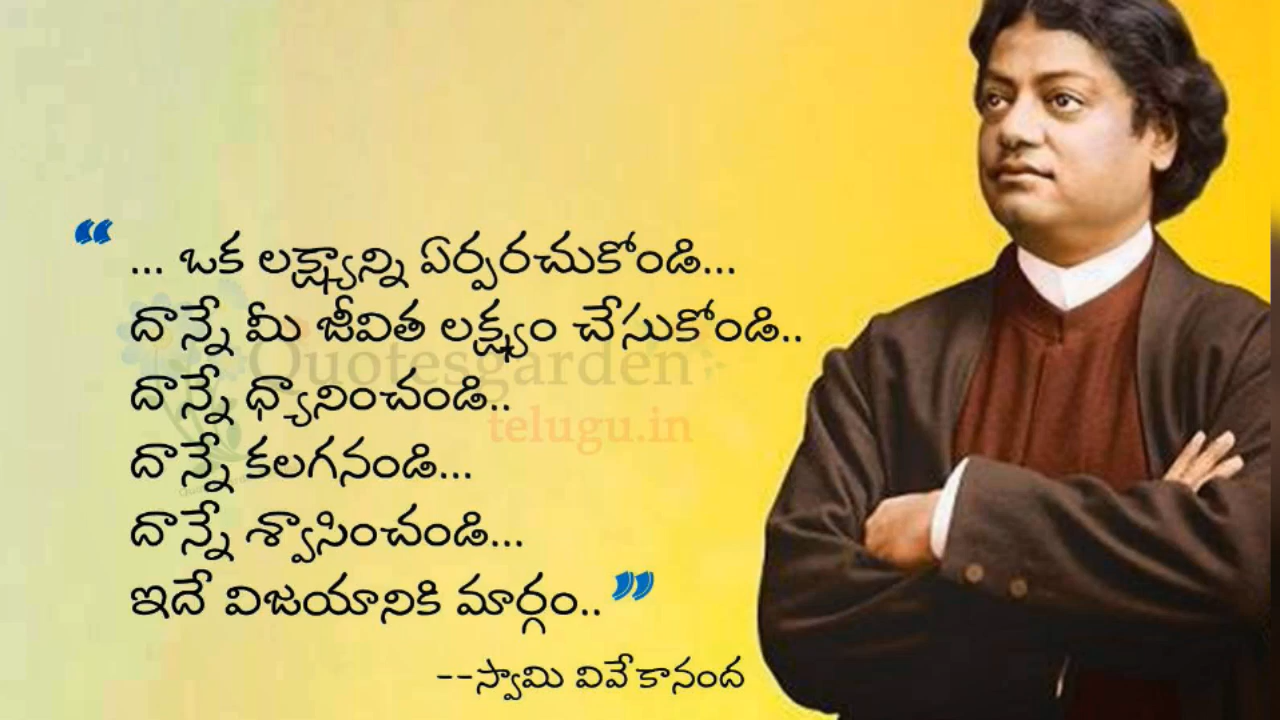 “ ... ఒక లక్ష్యాన్ని ఏర్పరచుకోండి...
దాన్నే మీ జీవిత లక్ష్యం చేసుకోండి..
దాన్నే ధ్యానించండి..
దాన్నే కలగనండి...
దాన్నే శ్వాసించండి...
ఇదే విజయానికి మార్గం.. ”
--స్వామి వివేకానంద
Quotesgarden
telugu.in